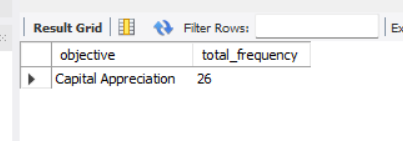 Result Grid Filter Rows: Ex
objective total_frequency
Capital Appreciation 26